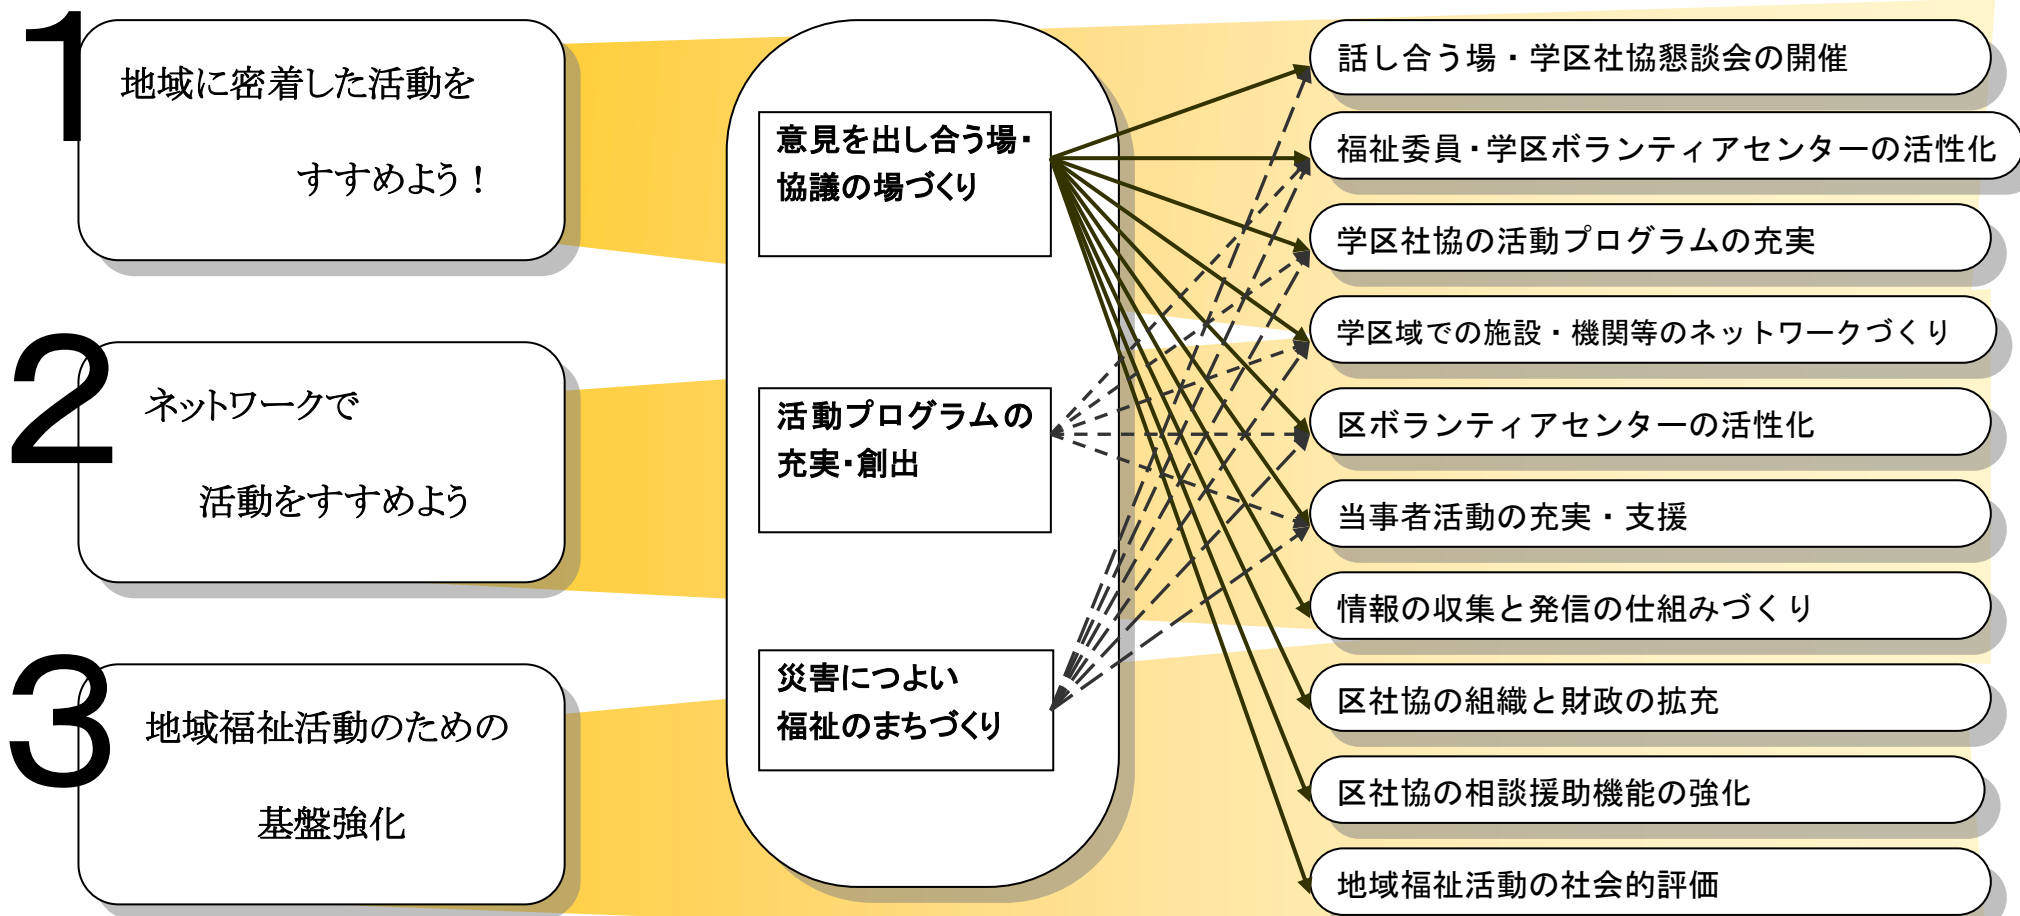 1
地域に密着した活動を
すすめよう！
2
ネットワークで
活動をすすめよう
3
地域福祉活動のための
基盤強化
意見を出し合う場・
協議の場づくり
活動プログラムの
充実・創出
災害につよい
福祉のまちづくり
話し合う場・学区社協懇談会の開催
福祉委員・学区ボランティアセンターの活性化
学区社協の活動プログラムの充実
学区域での施設・機関等のネットワークづくり
区ボランティアセンターの活性化
当事者活動の充実・支援
情報の収集と発信の仕組みづくり
区社協の組織と財政の拡充
区社協の相談援助機能の強化
地域福祉活動の社会的評価